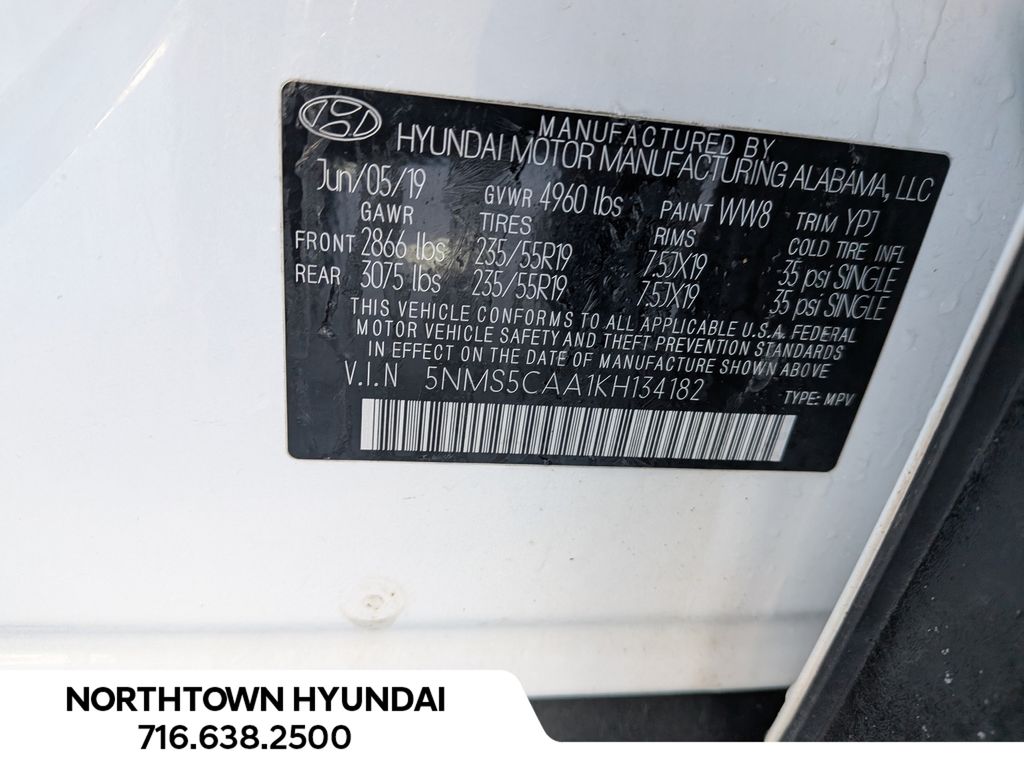 MANUFACTURED BY
HYUNDAI MOTOR MANUFACTURING ALABAMA, LLC
Jun/05/19 GVWR 4960 lbs PAINT WW8 TRIM YPJ
GAWR TIRES RIMS COLD TIRE INFL
FRONT 2866 lbs 235/55R19 7.5JX19 35 psi SINGLE
REAR 3075 lbs 235/55R19 7.5JX19 35 psi SINGLE
THIS VEHICLE CONFORMS TO ALL APPLICABLE U.S.A. FEDERAL
MOTOR VEHICLE SAFETY AND THEFT PREVENTION STANDARDS
IN EFFECT ON THE DATE OF MANUFACTURE SHOWN ABOVE
V.I.N 5NMS5CAA1KH134182 TYPE: MPV
NORTHTOWN HYUNDAI
716.638.2500